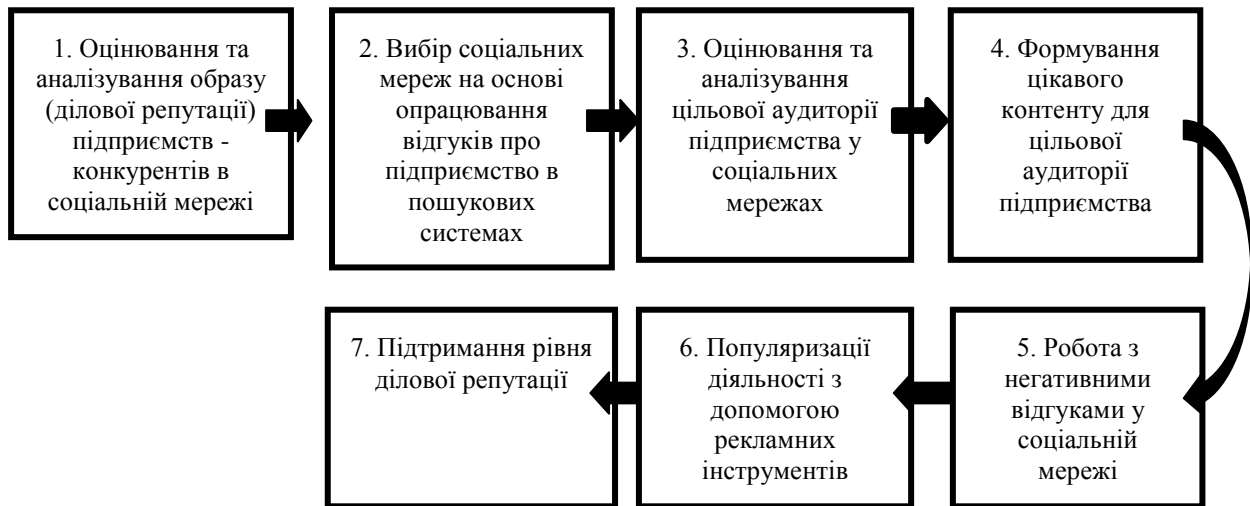 1. Оцінювання та
аналізування образу
(ділової репутації)
підприємств -
конкурентів в
соціальній мережі
2. Вибір соціальних
мереж на основі
опрацювання
відгуків про
підприємство в
пошукових
системах
3. Оцінювання та
аналізування
цільової аудиторії
підприємства у
соціальних
мережах
4. Формування
цікавого
контенту для
цільової
аудиторії
підприємства
5. Робота з
негативними
відгуками у
соціальній
мережі
6. Популяризації
діяльності з
допомогою
рекламних
інструментів
7. Підтримання рівня
ділової репутації